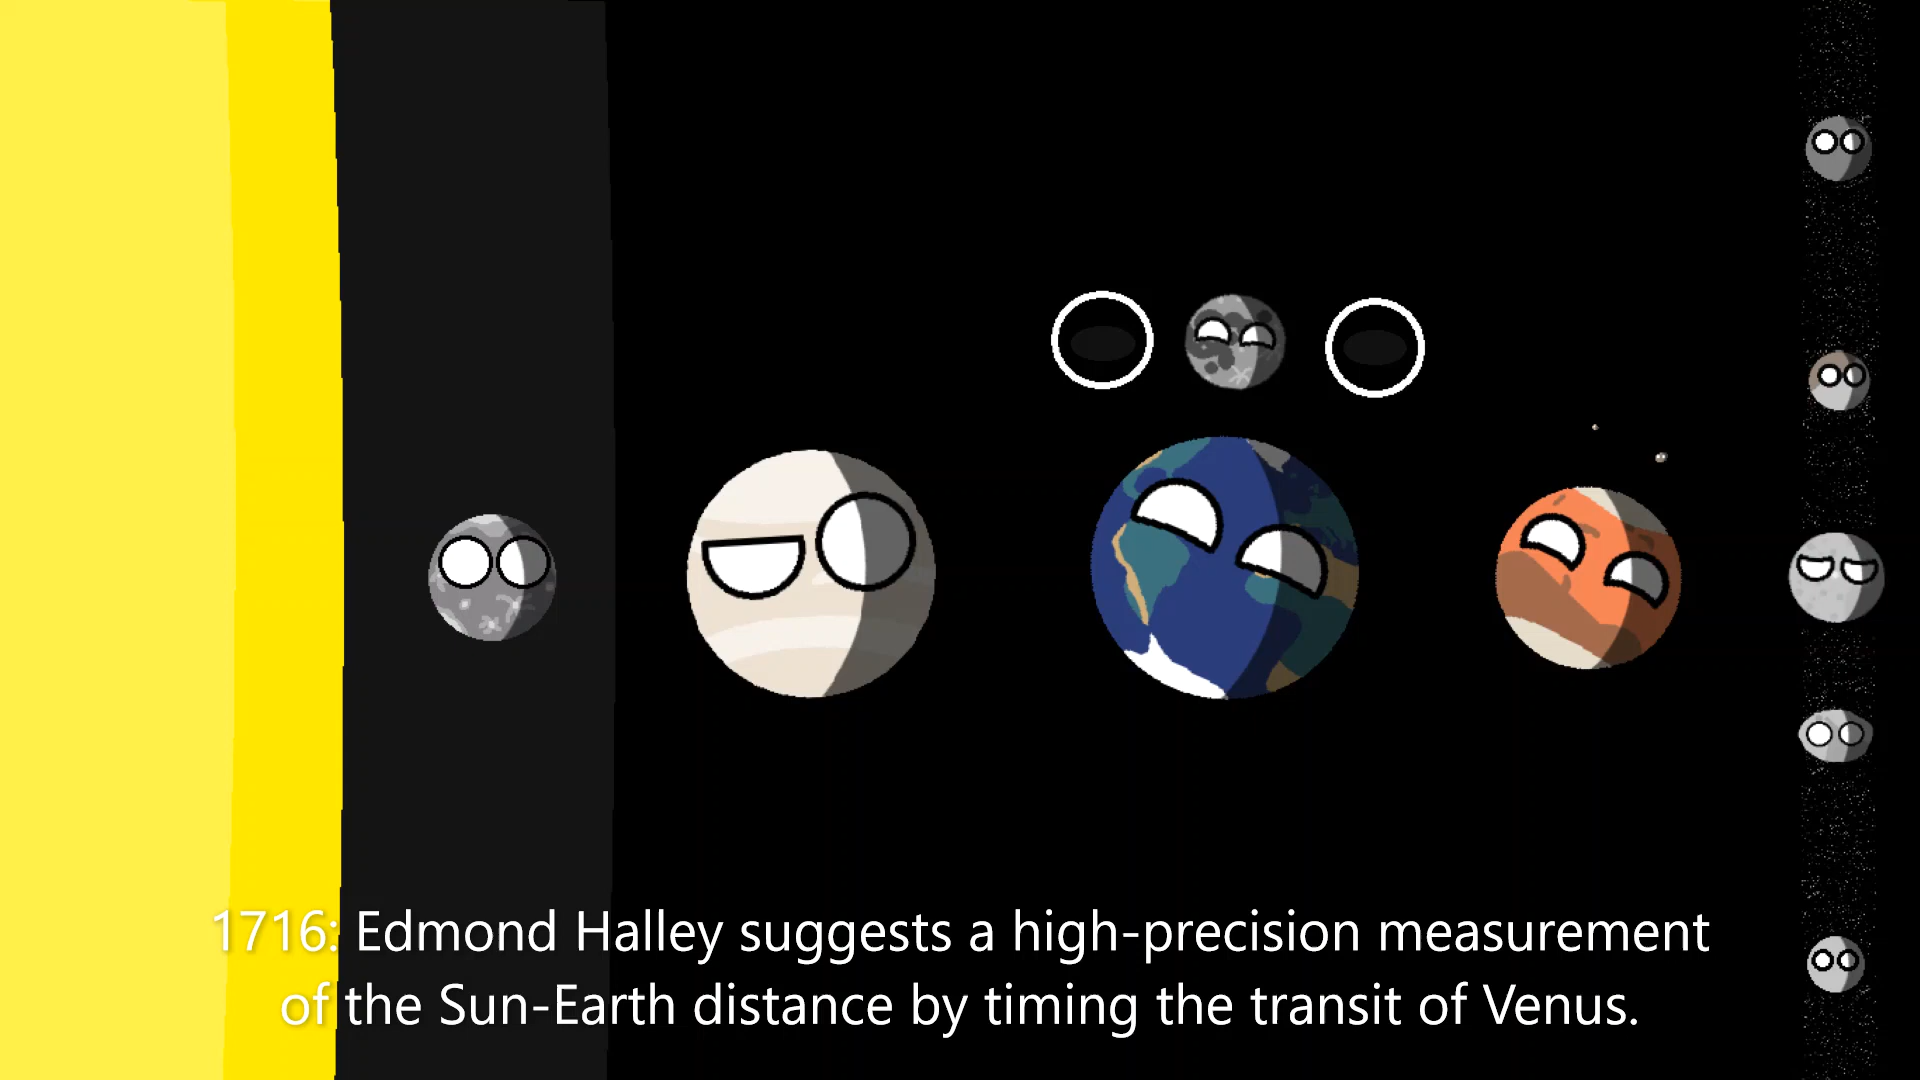 1716: Edmond Halley suggests a high-precision measurement
of the Sun-Earth distance by timing the transit of Venus.